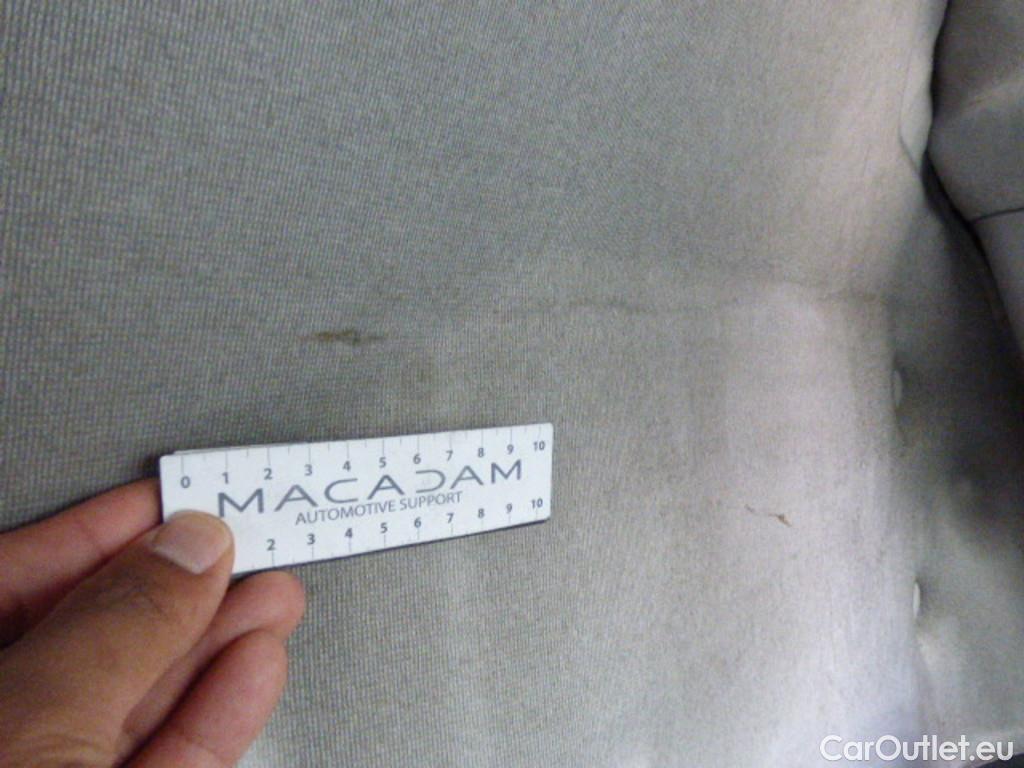 0 1 2 3 4 5 6 7 8 9 10
MACADAM
AUTOMOTIVE SUPPORT
2 3 4 5 6 7 8 9 10
CarOutlet.eu